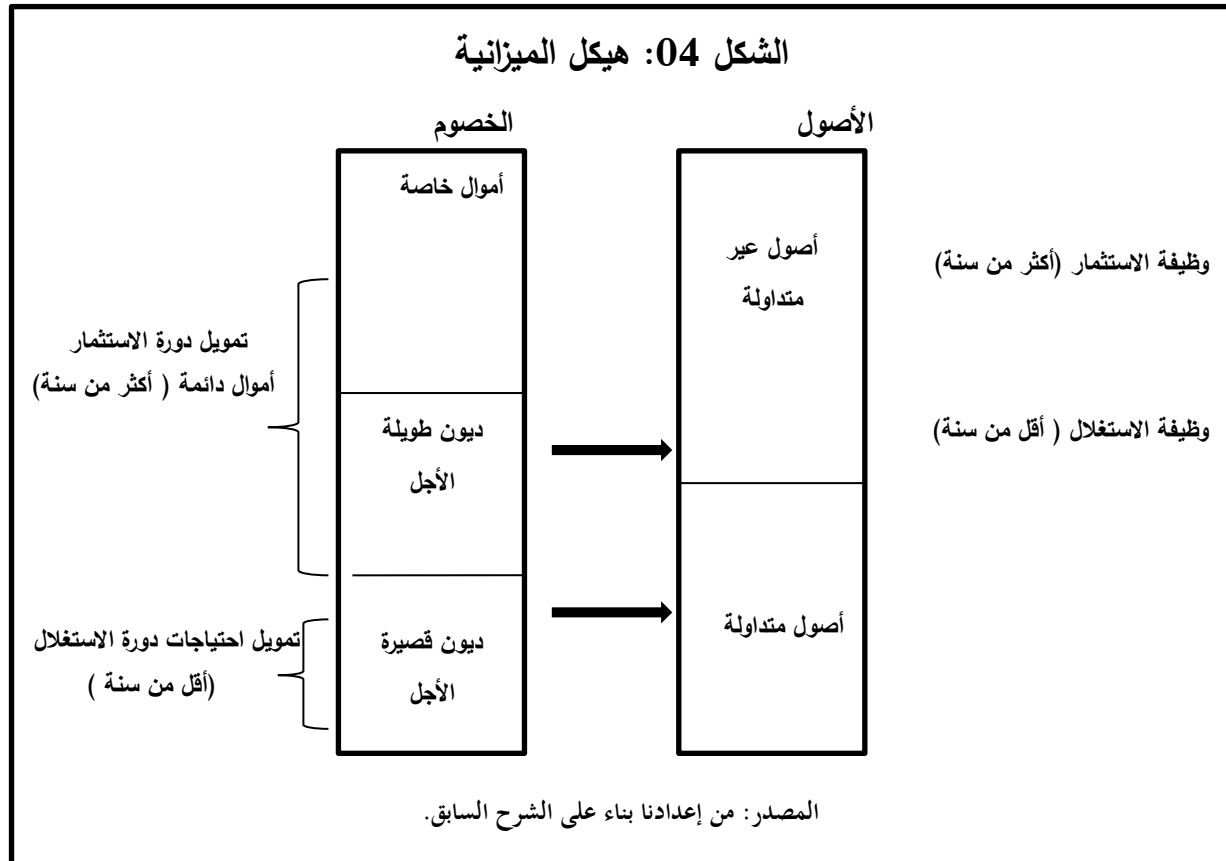 الشكل 04: هيكل الميزانية
الأصول
الخصوم
وظيفة الاستثمار (أكثر من سنة)
وظيفة الاستغلال ( أقل من سنة)
أصول عير
متداولة
أصول متداولة
أموال خاصة
ديون طويلة
الأجل
ديون قصيرة
الأجل
تمويل دورة الاستثمار
أموال دائمة ( أكثر من سنة)
تمويل احتياجات دورة الاستغلال
(أقل من سنة )
المصدر: من إعدادنا بناء على الشرح السابق.